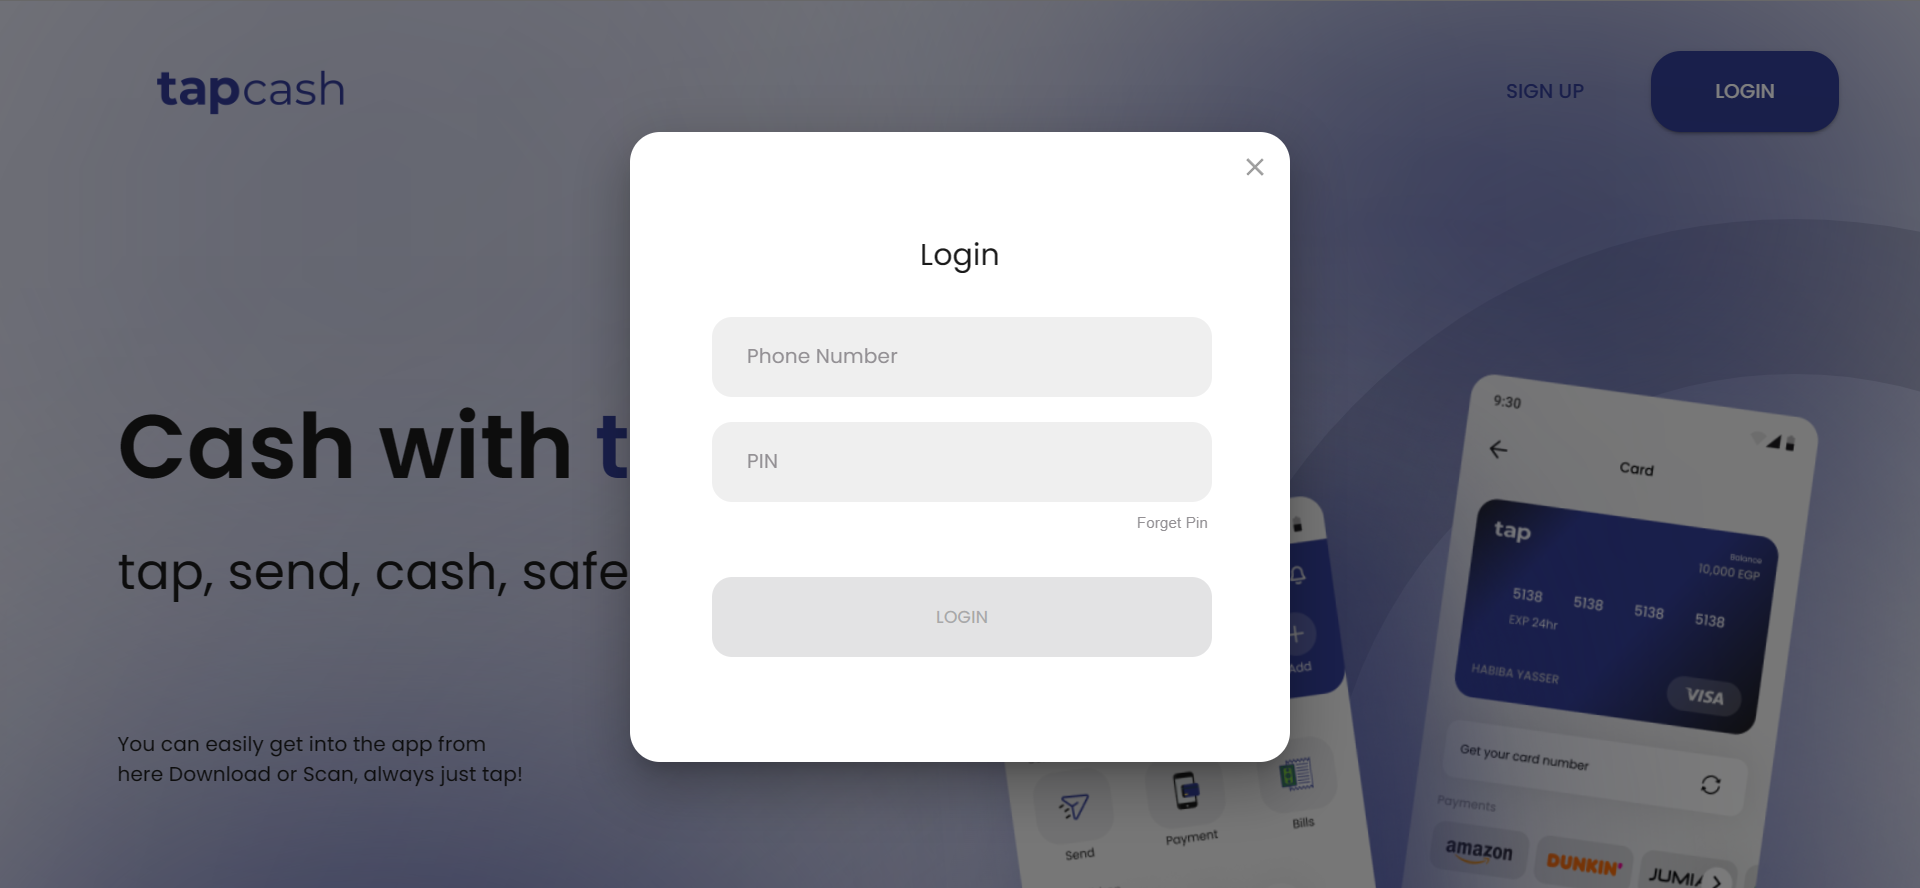 tapcash
SIGN UP
LOGIN
Login
Phone Number
PIN
Forget Pin
LOGIN
Cash with t
tap, send, cash, safe
You can easily get into the app from
here Download or Scan, always just tap!
Add
Send
Payment
Bills
9:30
Card
tap
Balance
10,000 EGP
5138 5138 5138 5138
EXP 24hr
HABIBA YASSER
VISA
Get your card number
Payments
amazon
DUNKIN'
JUMIA